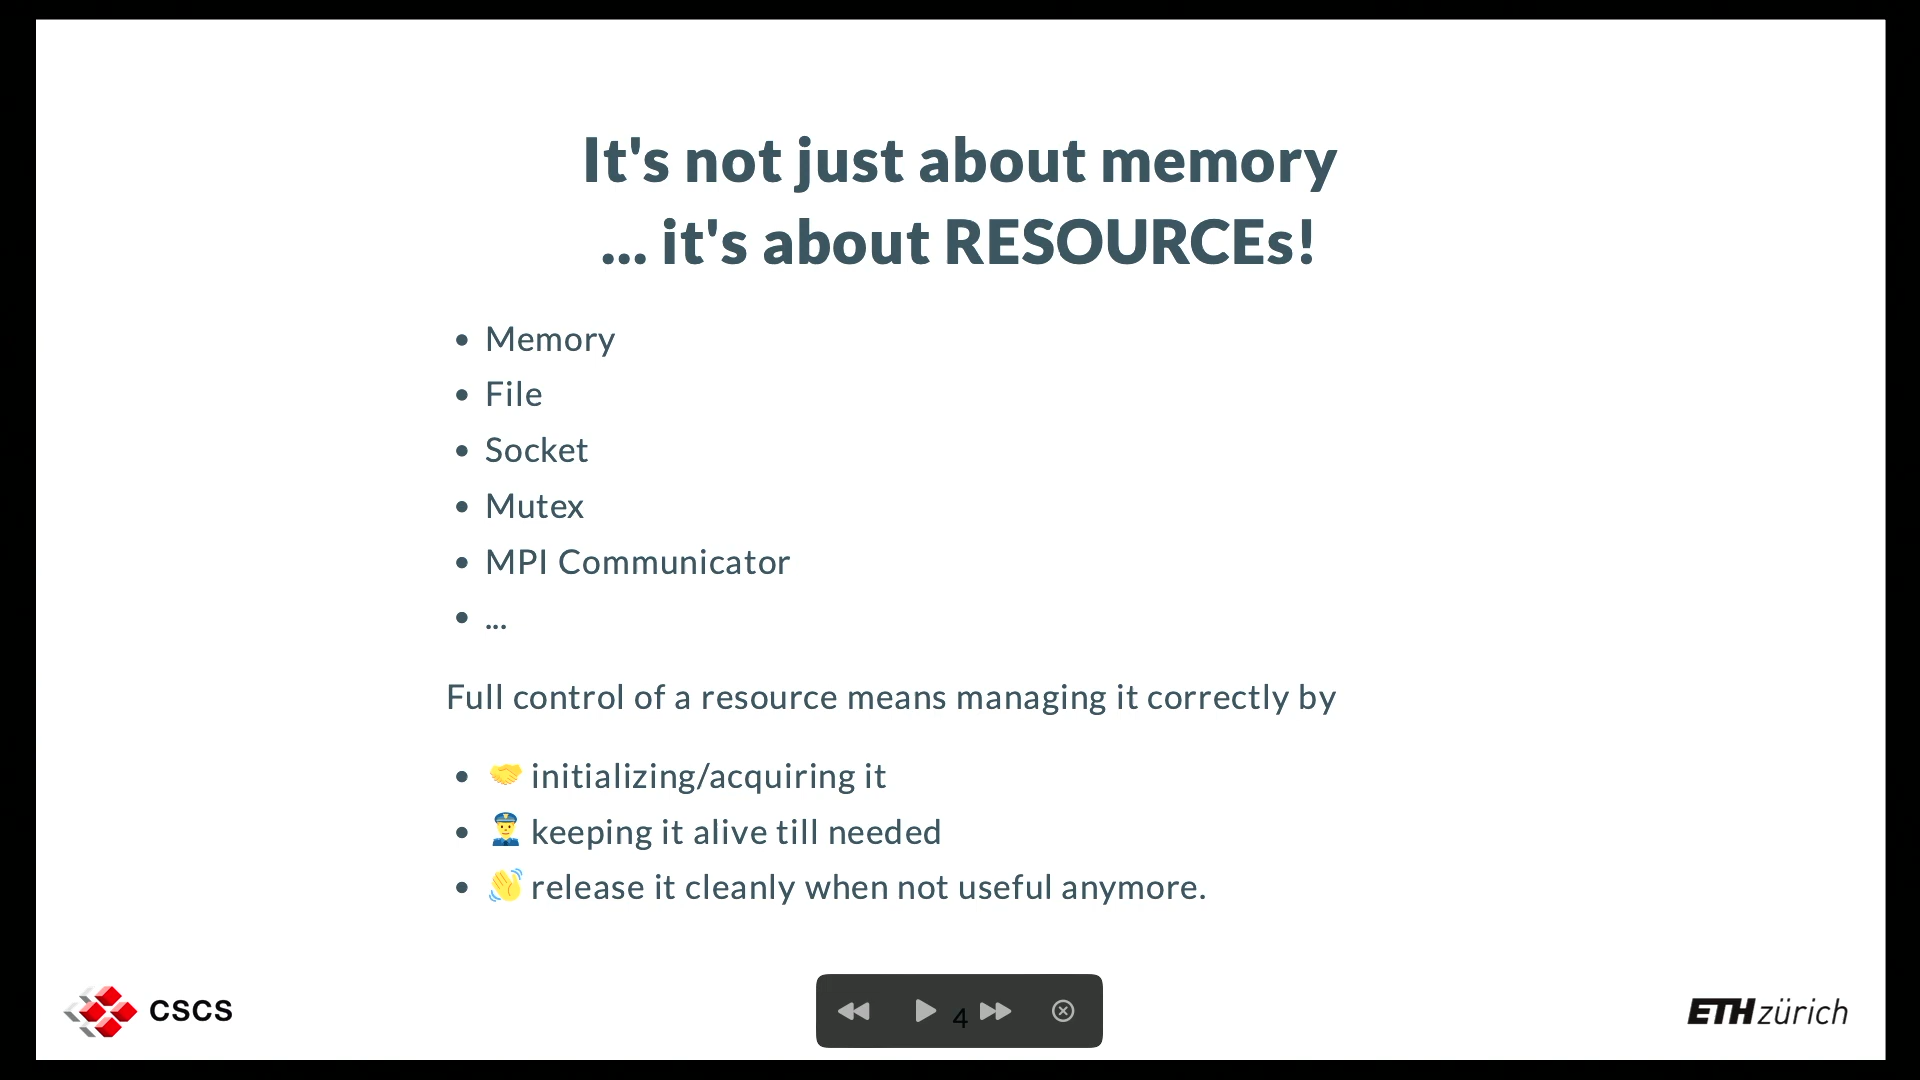 It's not just about memory
... it's about RESOURCEs!
• Memory
• File
• Socket
• Mutex
• MPI Communicator
• ...
Full control of a resource means managing it correctly by
• 🤝 initializing/acquiring it
• 👮‍♂️ keeping it alive till needed
• 👋 release it cleanly when not useful anymore.
CSCS
4
ETH zürich